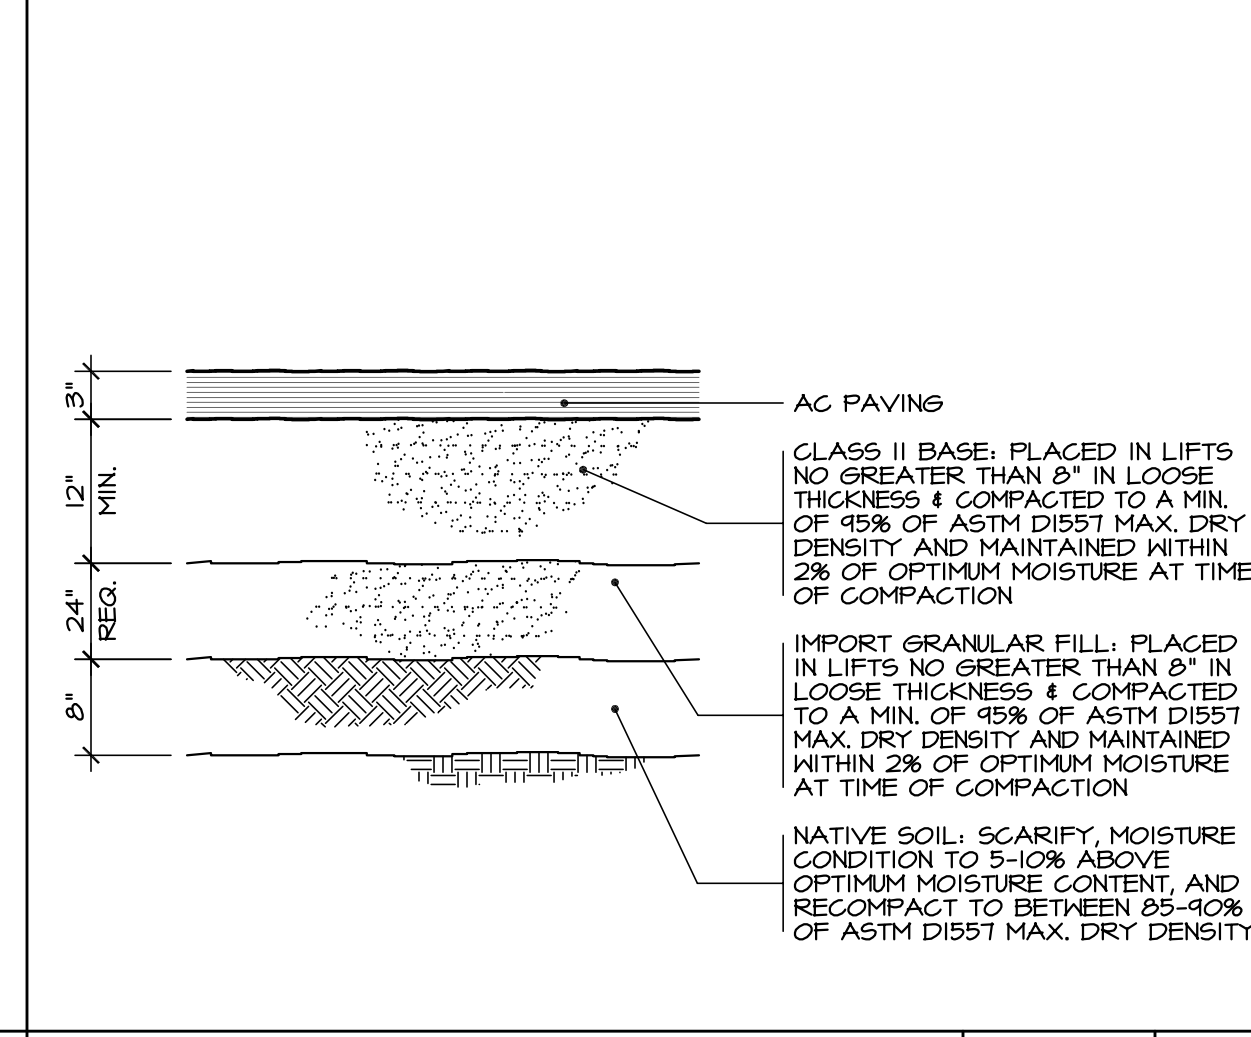 3"
12"
MIN.
24"
REQ.
8"
AC PAVING
CLASS II BASE: PLACED IN LIFTS
NO GREATER THAN 8" IN LOOSE
THICKNESS & COMPACTED TO A MIN.
OF 95% OF ASTM D1557 MAX. DRY
DENSITY AND MAINTAINED WITHIN
2% OF OPTIMUM MOISTURE AT TIME
OF COMPACTION
IMPORT GRANULAR FILL: PLACED
IN LIFTS NO GREATER THAN 8" IN
LOOSE THICKNESS & COMPACTED
TO A MIN. OF 95% OF ASTM D1557
MAX. DRY DENSITY AND MAINTAINED
WITHIN 2% OF OPTIMUM MOISTURE
AT TIME OF COMPACTION
NATIVE SOIL: SCARIFY, MOISTURE
CONDITION TO 5-10% ABOVE
OPTIMUM MOISTURE CONTENT, AND
RECOMPACT TO BETWEEN 85-90%
OF ASTM D1557 MAX. DRY DENSITY